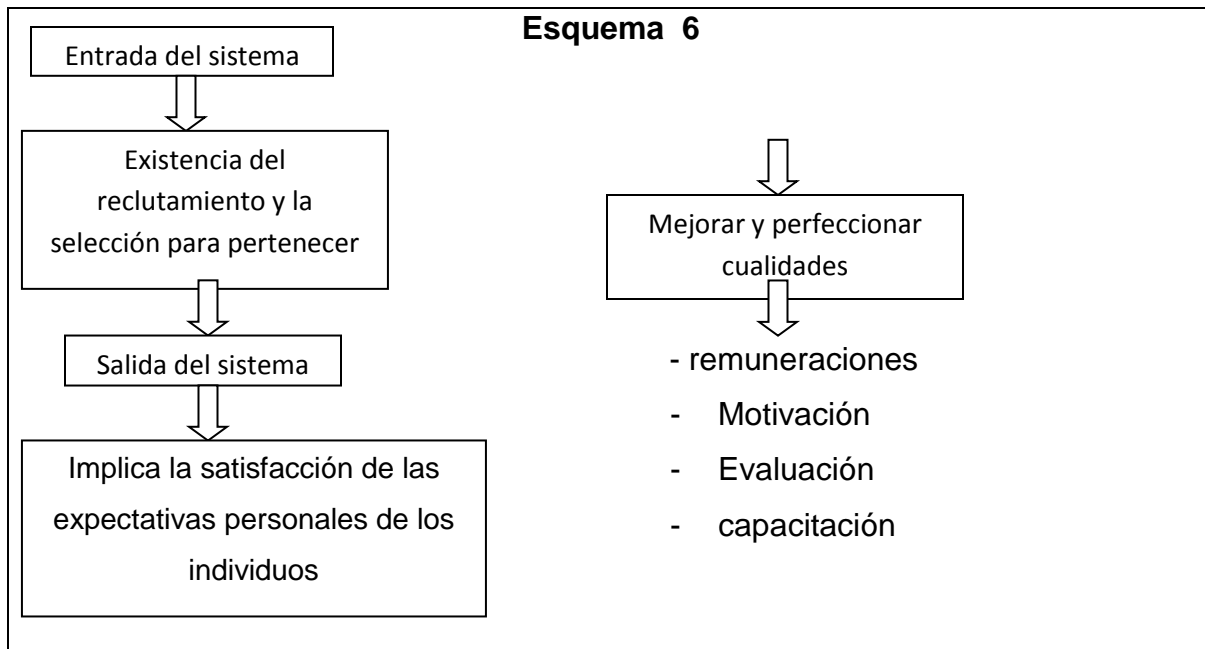 Esquema 6
Entrada del sistema
Existencia del
reclutamiento y la
selección para pertenecer
Salida del sistema
Implica la satisfacción de las
expectativas personales de los
individuos
Mejorar y perfeccionar
cualidades
- remuneraciones
- Motivación
- Evaluación
- capacitación